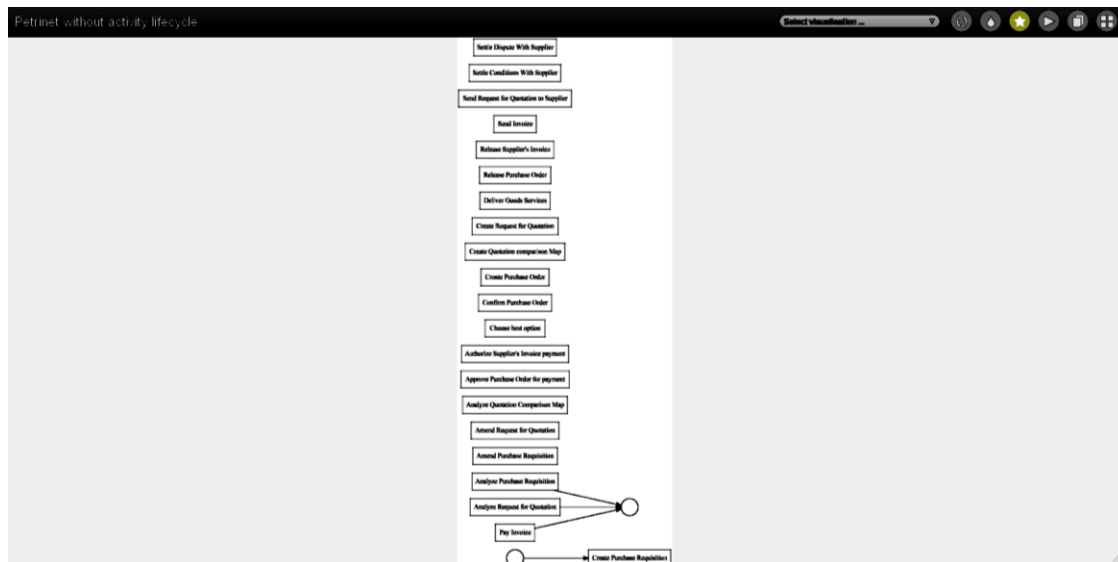 Petrinet without activity lifecycle
Select visualisation ...
Settle Dispute With Supplier
Settle Conditions With Supplier
Send Request for Quotation to Supplier
Send Invoice
Release Supplier's Invoice
Release Purchase Order
Deliver Goods Services
Create Request for Quotation
Create Quotation comparison Map
Create Purchase Order
Confirm Purchase Order
Choose best option
Authorize Supplier's Invoice payment
Approve Purchase Order for payment
Analyze Quotation Comparison Map
Amend Request for Quotation
Amend Purchase Requisition
Analyze Purchase Requisition
Analyze Request for Quotation
Pay Invoice
Create Purchase Requisition